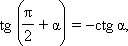 tg (π/2 + α) = −ctg α,